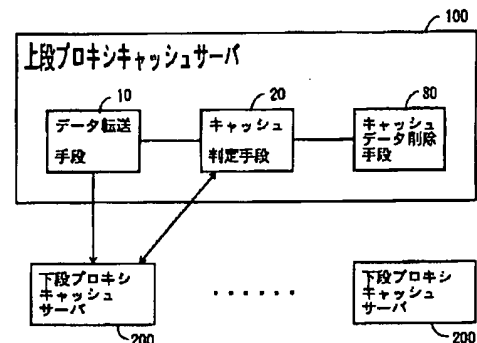 100
上段プロキシキャッシュサーバ
10
20
80
データ転送
手段
キャッシュ
判定手段
キャッシュ
データ削除
手段
下段プロキシ
キャッシュ
サーバ
・・・・・・
下段プロキシ
キャッシュ
サーバ
200
200